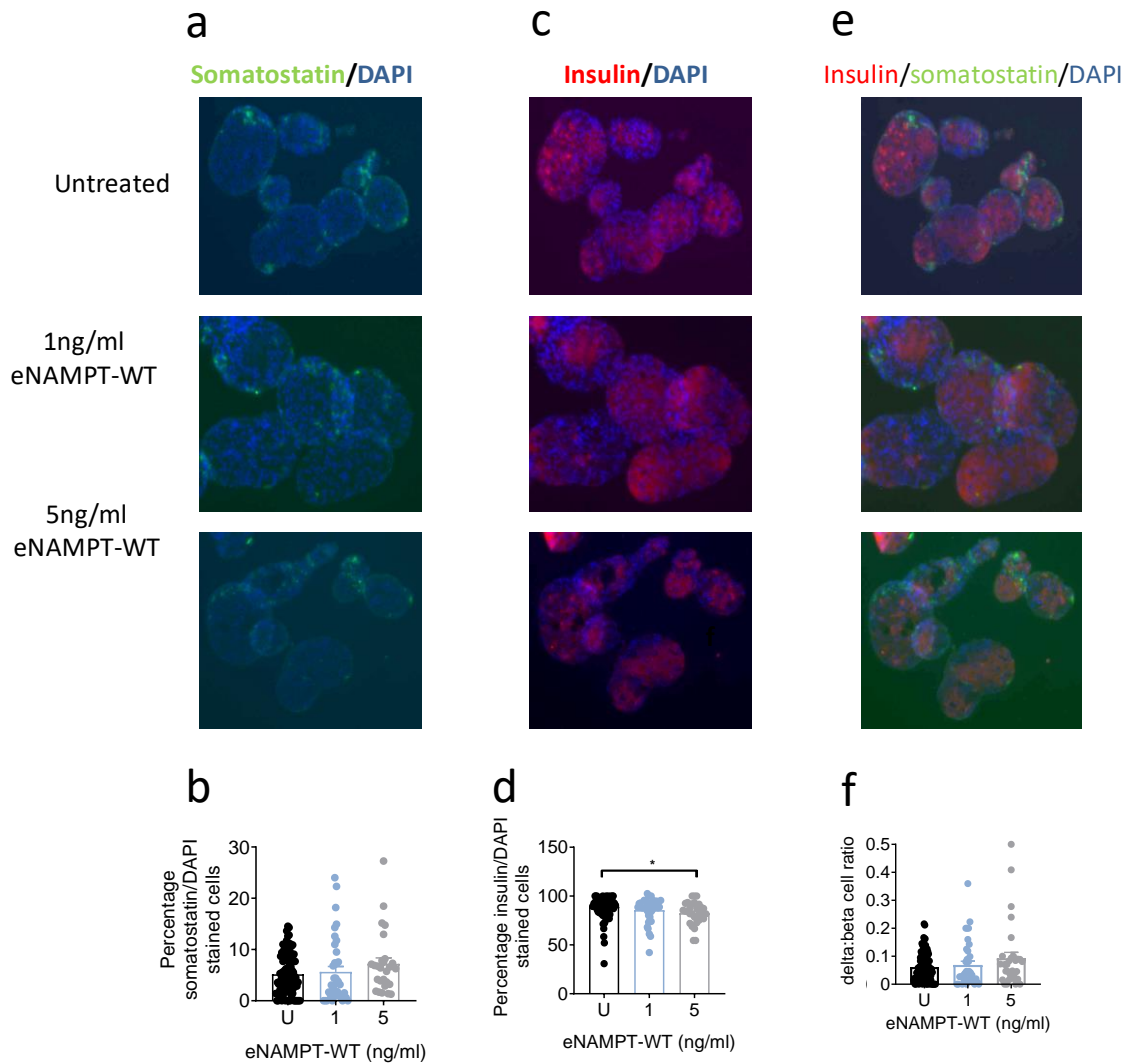 a
c
e
Somatostatin/DAPI
Insulin/DAPI
Insulin/somatostatin/DAPI
Untreated
1ng/ml
eNAMPT-WT
5ng/ml
eNAMPT-WT
b
Percentage
somatostatin/DAPI
stained cells
30
20
10
0
U
1
5
eNAMPT-WT (ng/ml)
d
Percentage insulin/DAPI
stained cells
150
100
50
0
*
U
1
5
eNAMPT-WT (ng/ml)
f
delta:beta cell ratio
0.5
0.4
0.3
0.2
0.1
0
U
1
5
eNAMPT-WT (ng/ml)